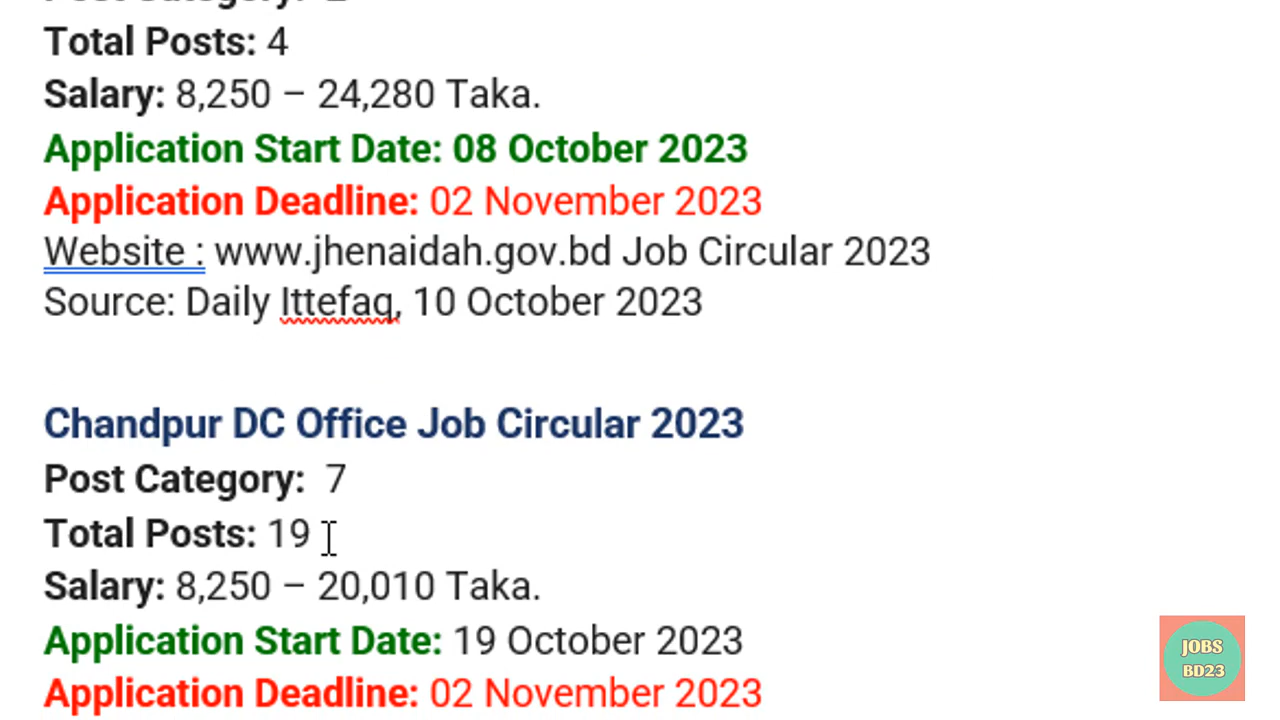 Total Posts: 4
Salary: 8,250 – 24,280 Taka.
Application Start Date: 08 October 2023
Application Deadline: 02 November 2023
Website : www.jhenaidah.gov.bd Job Circular 2023
Source: Daily Ittefaq, 10 October 2023
Chandpur DC Office Job Circular 2023
Post Category: 7
Total Posts: 19
Salary: 8,250 – 20,010 Taka.
Application Start Date: 19 October 2023
Application Deadline: 02 November 2023
JOBS
BD23